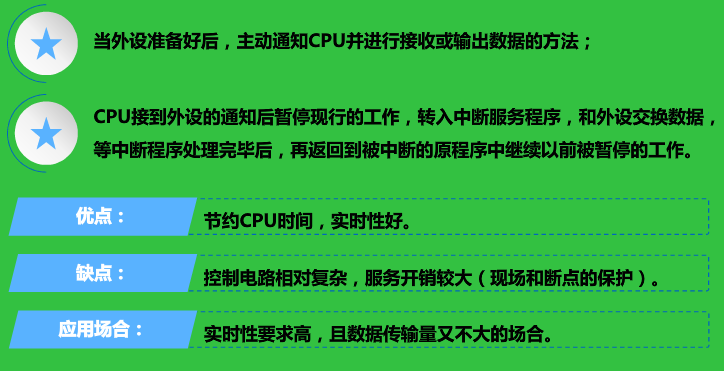 当外设准备好后，主动通知CPU并进行接收或输出数据的方法；
CPU接到外设的通知后暂停现行的工作，转入中断服务程序，和外设交换数据，
等中断程序处理完毕后，再返回到被中断的原程序中继续以前被暂停的工作。
优点：
节约CPU时间，实时性好。
缺点：
控制电路相对复杂，服务开销较大（现场和断点的保护）。
应用场合：
实时性要求高，且数据传输量又不大的场合。